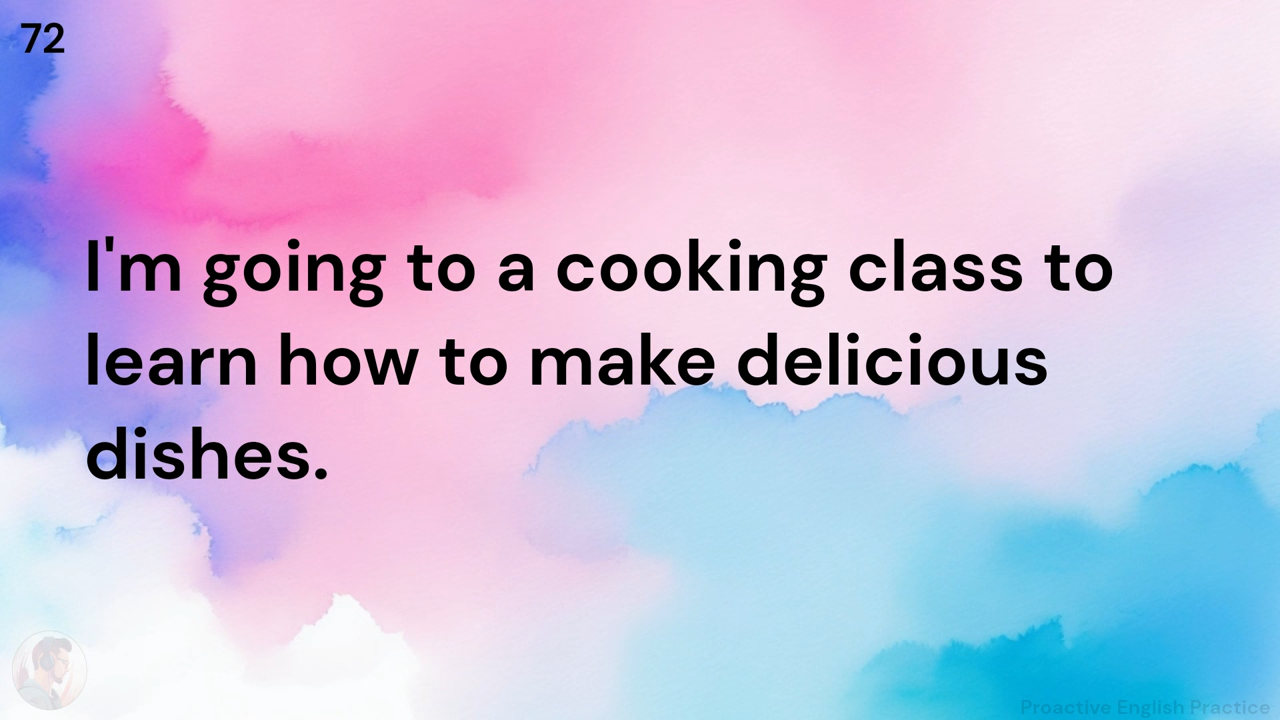 72
I'm going to a cooking class to
learn how to make delicious
dishes.
Proactive English Practice